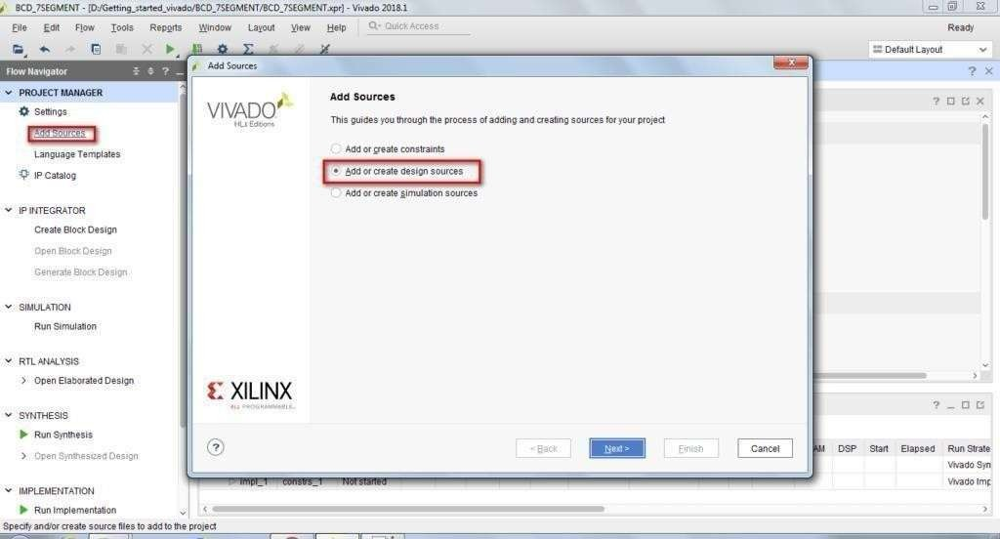 BCD_7SEGMENT - [D:/Getting_started_vivado/BCD_7SEGMENT/BCD_7SEGMENT.xpr] - Vivado 2018.1
File Edit Flow Tools Reports Window Layout View Help Quick Access Ready
Default Layout
Flow Navigator
PROJECT MANAGER
Settings
Add Sources
Language Templates
IP Catalog
IP INTEGRATOR
Create Block Design
Open Block Design
Generate Block Design
SIMULATION
Run Simulation
RTL ANALYSIS
Open Elaborated Design
SYNTHESIS
Run Synthesis
Open Synthesized Design
IMPLEMENTATION
Run Implementation
Add Sources
VIVADO
HLx Editions
Add Sources
This guides you through the process of adding and creating sources for your project
Add or create constraints
Add or create design sources
Add or create simulation sources
XILINX
ALL PROGRAMMABLE
? < Back Next > Finish Cancel
AM DSP Start Elapsed Run Strate
Vivado Syn
impl_1 constrs_1 Not started Vivado Imp
Specify and/or create source files to add to the project